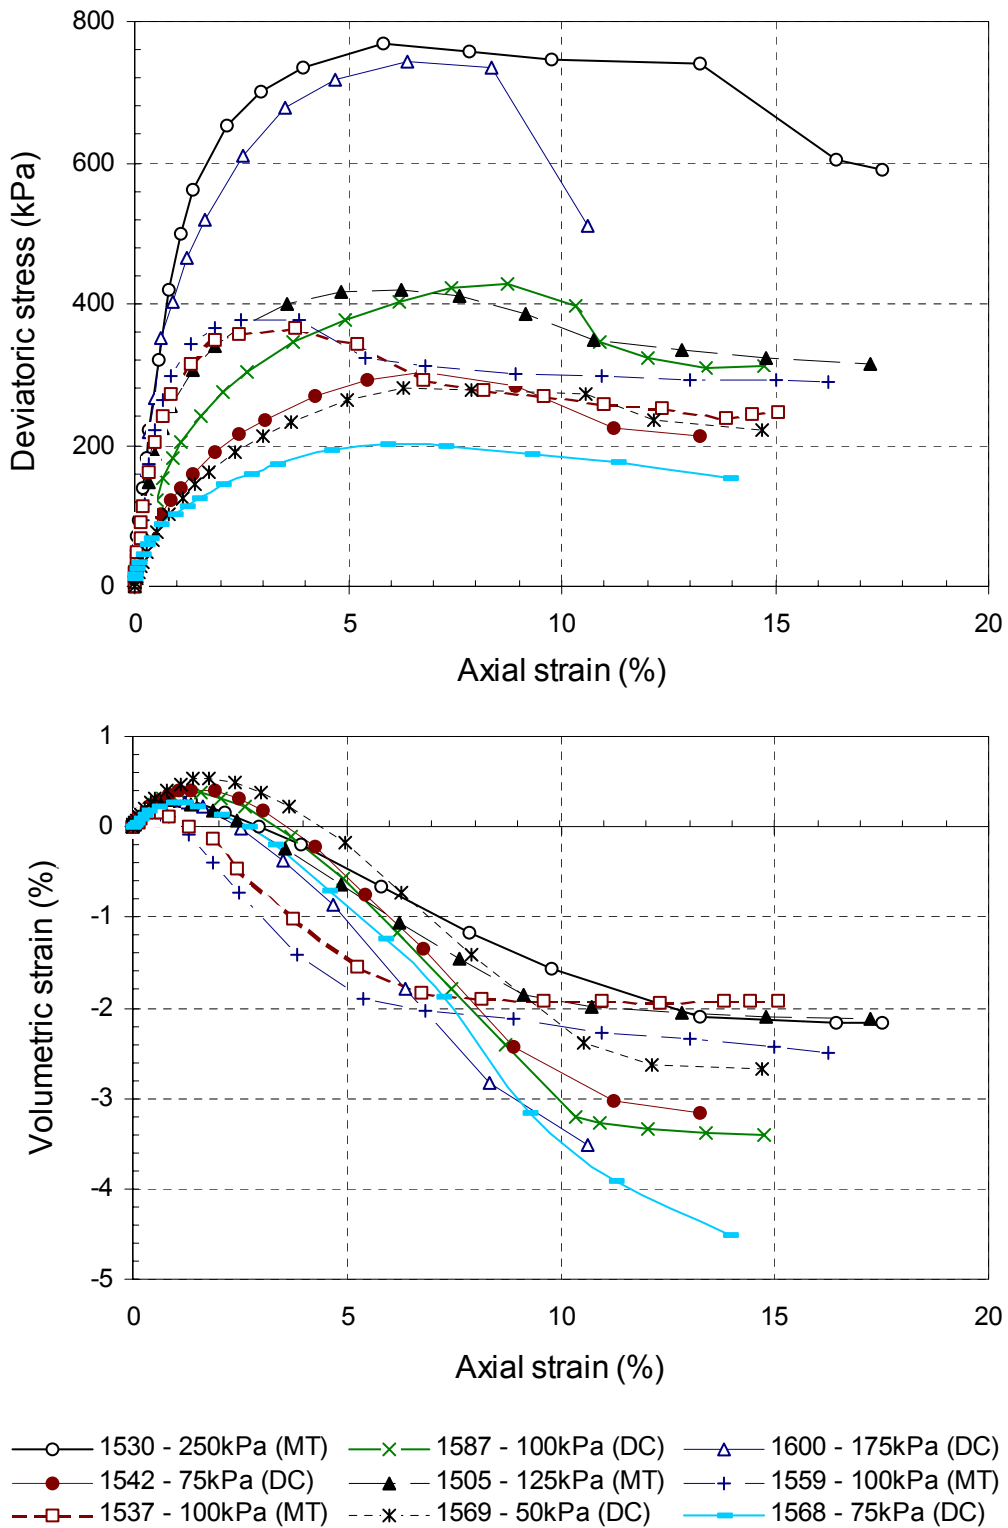 800
600
400
200
0
Deviatoric stress (kPa)
0 5 10 15 20
Axial strain (%)
1
0
-1
-2
-3
-4
-5
Volumetric strain (%)
0 5 10 15 20
Axial strain (%)
1530 - 250kPa (MT) 1587 - 100kPa (DC) 1600 - 175kPa (DC)
1542 - 75kPa (DC) 1505 - 125kPa (MT) 1559 - 100kPa (MT)
1537 - 100kPa (MT) 1569 - 50kPa (DC) 1568 - 75kPa (DC)